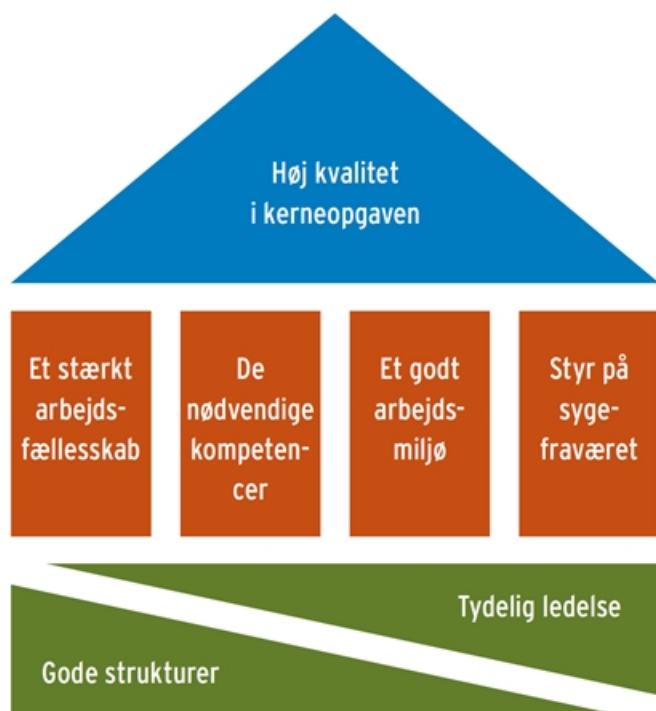 Høj kvalitet
i kerneopgaven
Et stærkt
arbejds-
fællesskab
De
nødvendige
kompeten-
cer
Et godt
arbejds-
miljø
Styr på
syge-
fraværet
Tydelig ledelse
Gode strukturer